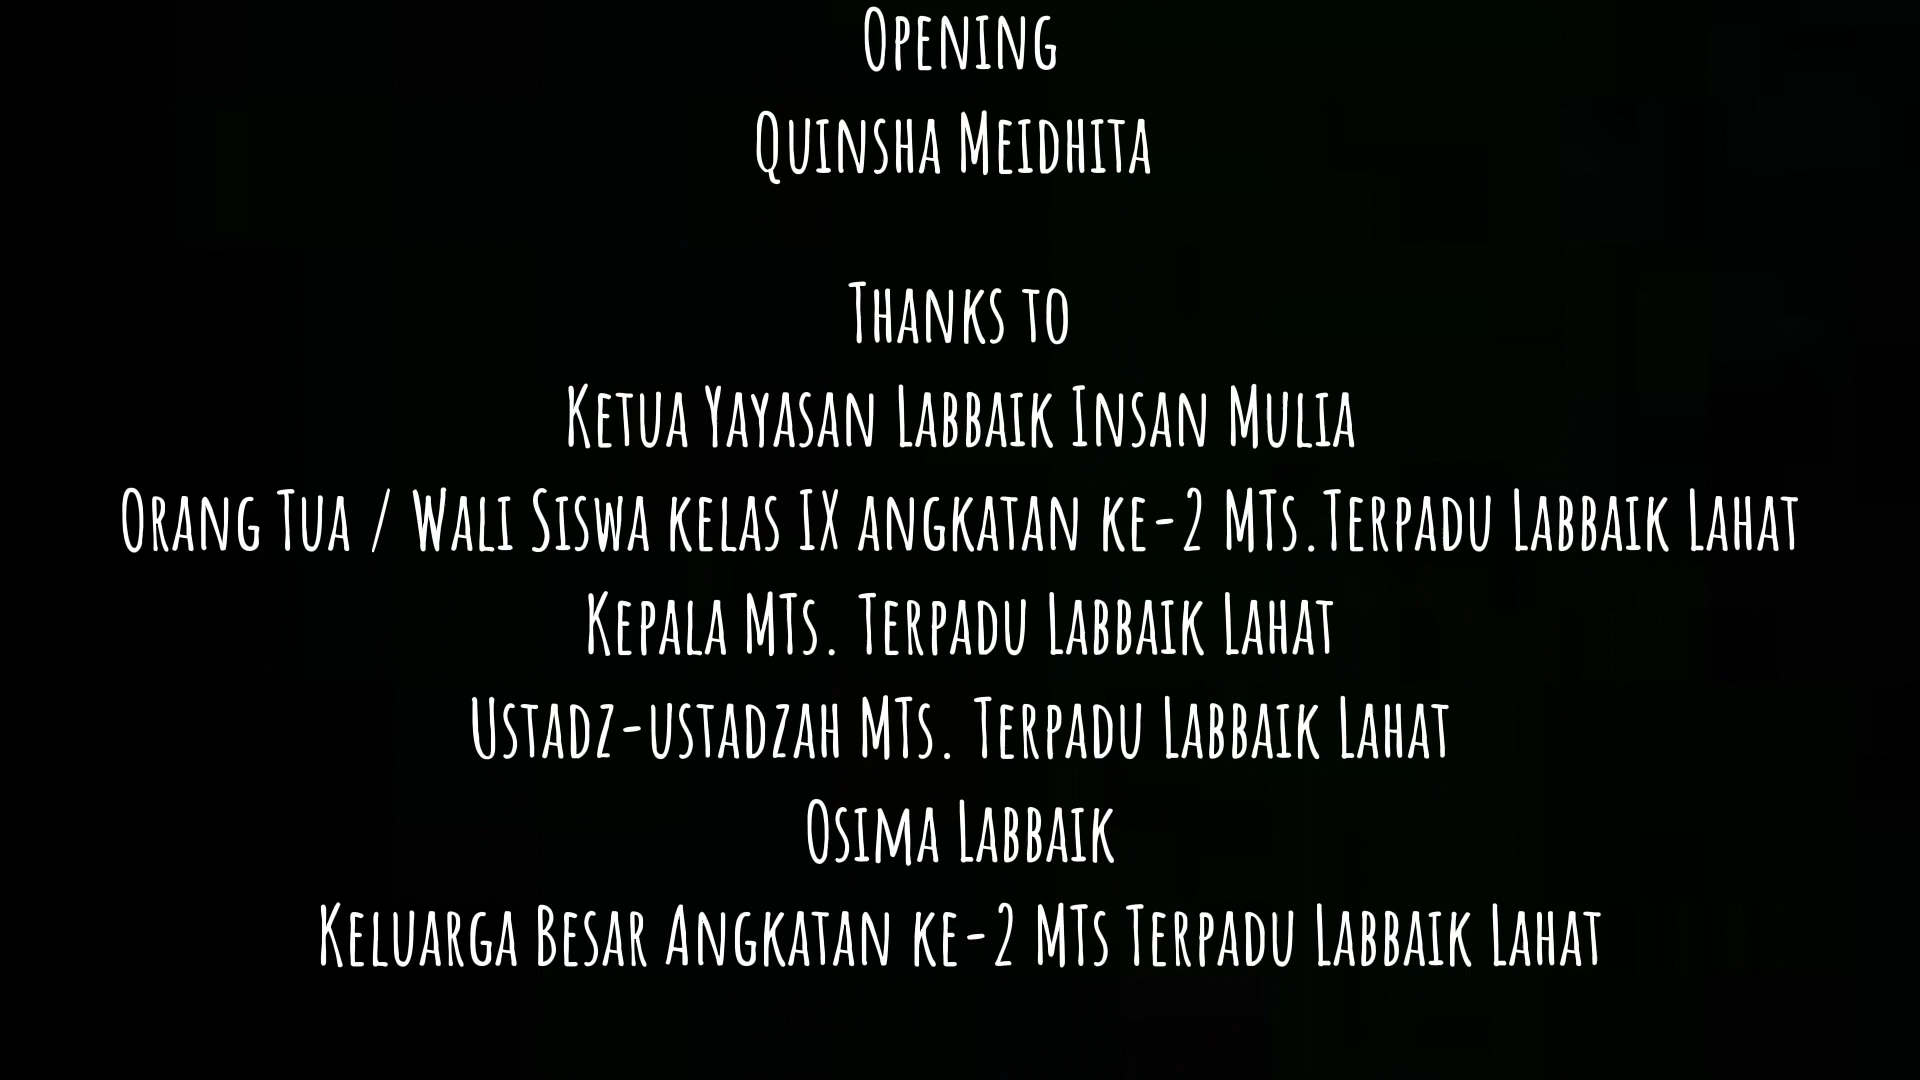 Opening
Quinsha Meidhita
Thanks to
Ketua Yayasan Labbaik Insan Mulia
Orang Tua / Wali Siswa kelas IX angkatan ke-2 MTs.Terpadu Labbaik Lahat
Kepala MTs. Terpadu Labbaik Lahat
Ustadz-ustadzah MTs. Terpadu Labbaik Lahat
Osima Labbaik
Keluarga Besar Angkatan ke-2 MTs Terpadu Labbaik Lahat